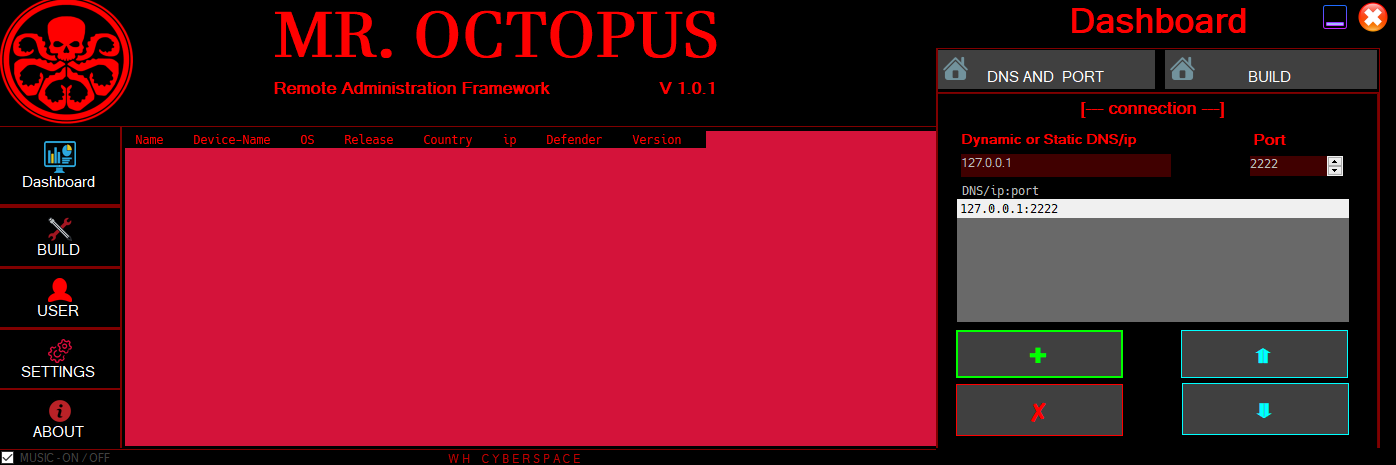 MR. OCTOPUS
Remote Administration Framework V 1.0.1
Dashboard
DNS AND PORT
BUILD
[--- connection ---]
Dynamic or Static DNS/ip Port
127.0.0.1 2222
DNS/ip:port
127.0.0.1:2222
Name Device-Name OS Release Country ip Defender Version
Dashboard
BUILD
USER
SETTINGS
ABOUT
MUSIC - ON / OFF
WH CYBERSPACE